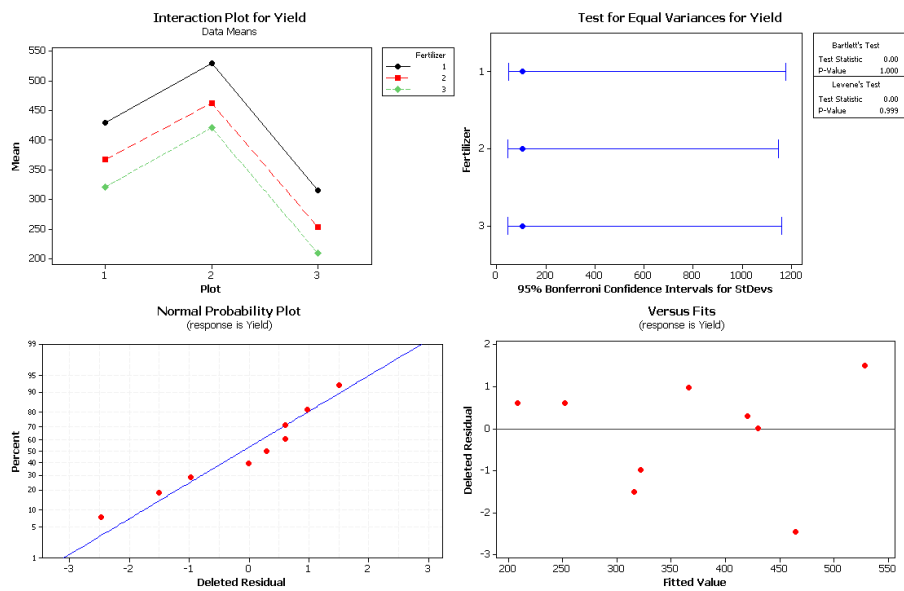 Interaction Plot for Yield
Data Means
550
500
450
400
350
300
250
200
Mean
1
2
3
Plot
Fertilizer
1
2
3
Test for Equal Variances for Yield
1
2
3
Fertilizer
0
200
400
600
800
1000
1200
95% Bonferroni Confidence Intervals for StDevs
Bartlett's Test
Test Statistic 0.00
P-Value 1.000
Levene's Test
Test Statistic 0.00
P-Value 0.999
Normal Probability Plot
(response is Yield)
99
95
90
80
70
60
50
40
30
20
10
5
1
Percent
-3
-2
-1
0
1
2
3
Deleted Residual
Versus Fits
(response is Yield)
2
1
0
-1
-2
-3
Deleted Residual
200
250
300
350
400
450
500
550
Fitted Value